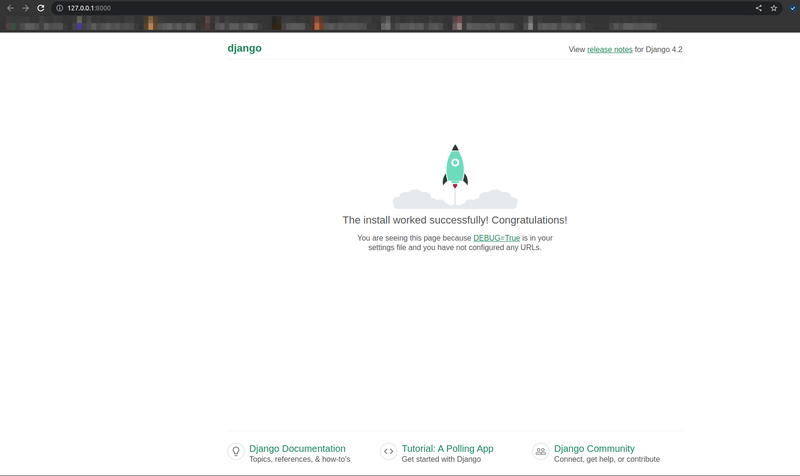 127.0.0.1:8000
django
View release notes for Django 4.2
The install worked successfully! Congratulations!
You are seeing this page because DEBUG=True is in your
settings file and you have not configured any URLs.
Django Documentation
Topics, references, & how-to's
Tutorial: A Polling App
Get started with Django
Django Community
Connect, get help, or contribute